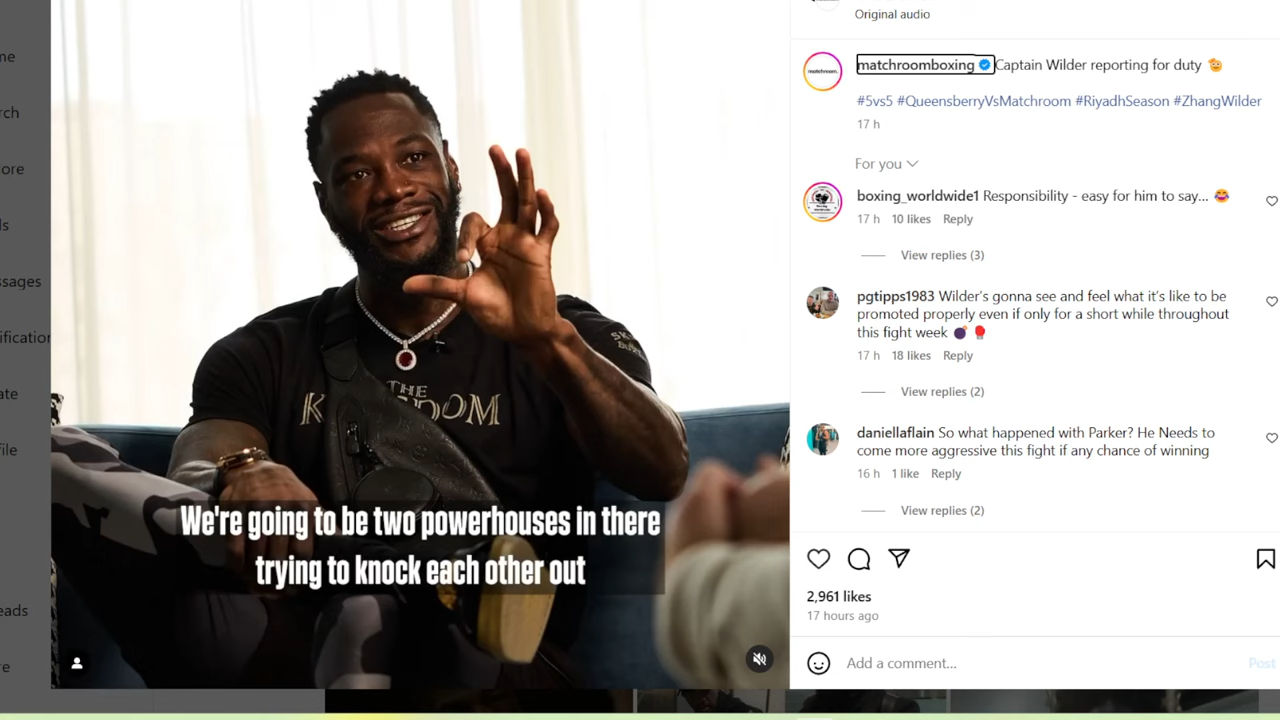 Original audio
me
matchroomboxing Captain Wilder reporting for duty 🫡
#5vs5 #QueensberryVsMatchroom #RiyadhSeason #ZhangWilder
rch
17 h
For you
ore
boxing_worldwide1 Responsibility - easy for him to say... 😂
17 h 10 likes Reply
ls
View replies (3)
ssages
pgtipps1983 Wilder's gonna see and feel what it's like to be
promoted properly even if only for a short while throughout
this fight week 💣 🥊
otification
17 h 18 likes Reply
View replies (2)
ate
THE
KINGDOM
daniellaflain So what happened with Parker? He Needs to
come more aggressive this fight if any chance of winning
file
16 h 1 like Reply
View replies (2)
We're going to be two powerhouses in there
trying to knock each other out
2,961 likes
17 hours ago
eads
re
Add a comment...
Post